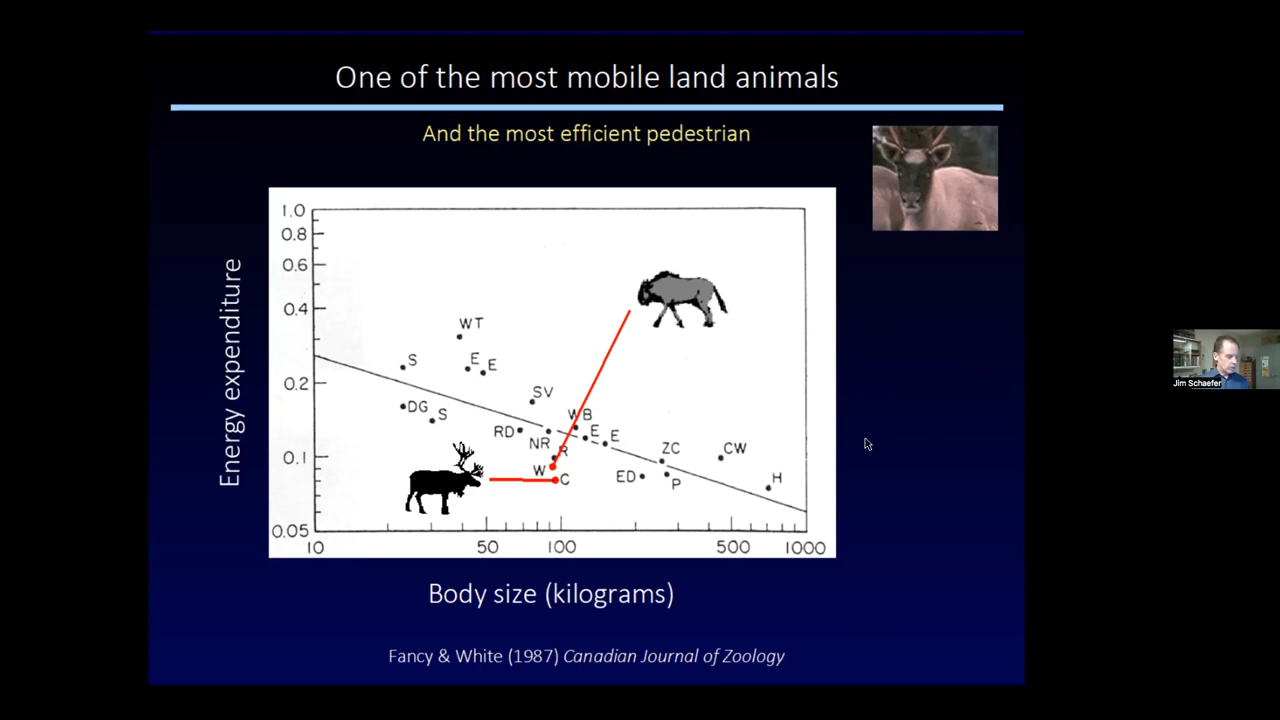 One of the most mobile land animals
And the most efficient pedestrian
Energy expenditure
1.0
0.8
0.6
0.4
0.2
0.1
0.05
WT
S
E
E
DG
S
SV
RD
NR
WB
E
E
R
W
C
ED
ZC
P
CW
H
10
50
100
500
1000
Body size (kilograms)
Fancy & White (1987) Canadian Journal of Zoology
Jim Schaefer